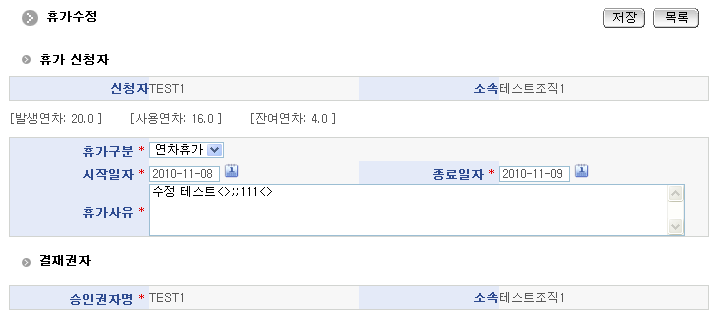 휴가수정 저장 목록
휴가 신청자
신청자 TEST1 소속 테스트조직1
[발생연차: 20.0 ] [사용연차: 16.0 ] [잔여연차: 4.0 ]
휴가구분 * 연차휴가
시작일자 * 2010-11-08 종료일자 * 2010-11-09
휴가사유 * 수정 테스트<>;;111<>
결재권자
승인권자명 * TEST1 소속 테스트조직1